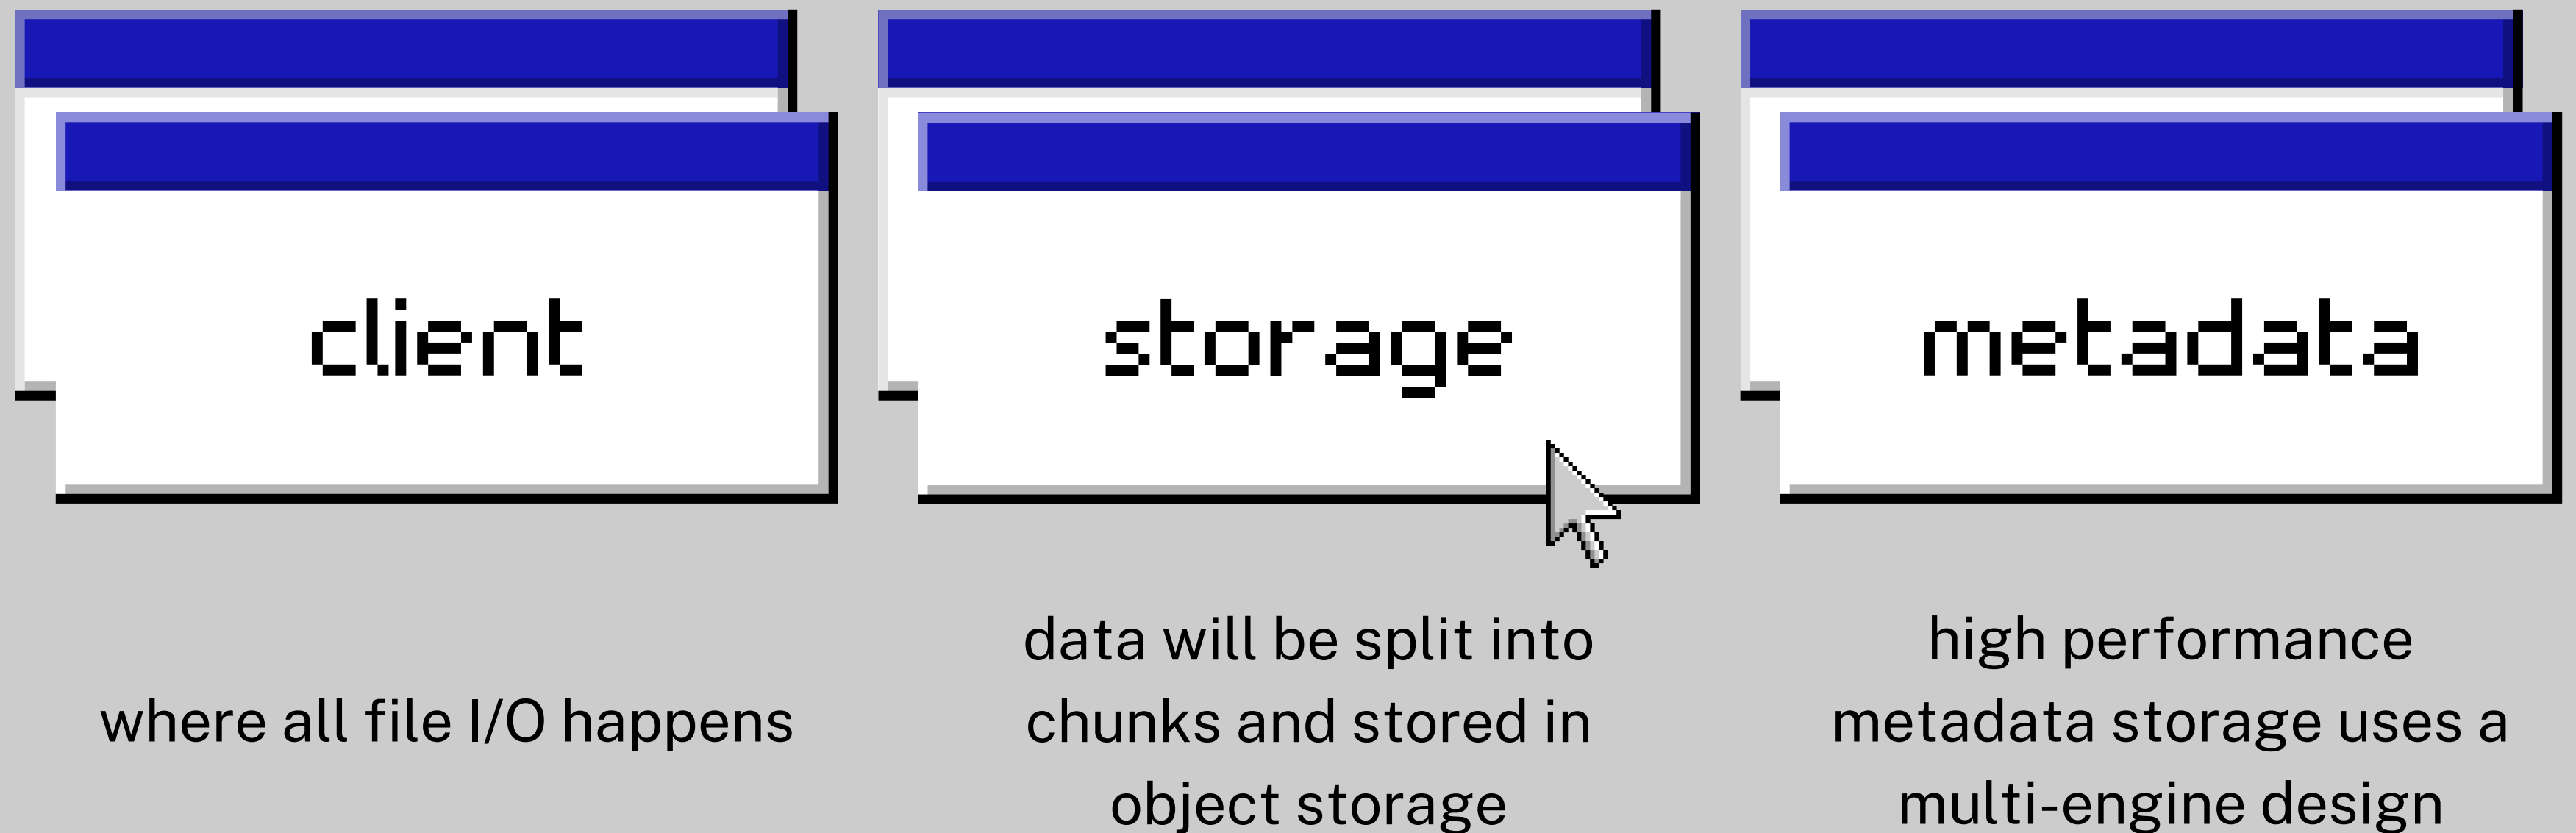 client
where all file I/O happens
storage
data will be split into
chunks and stored in
object storage
metadata
high performance
metadata storage uses a
multi-engine design